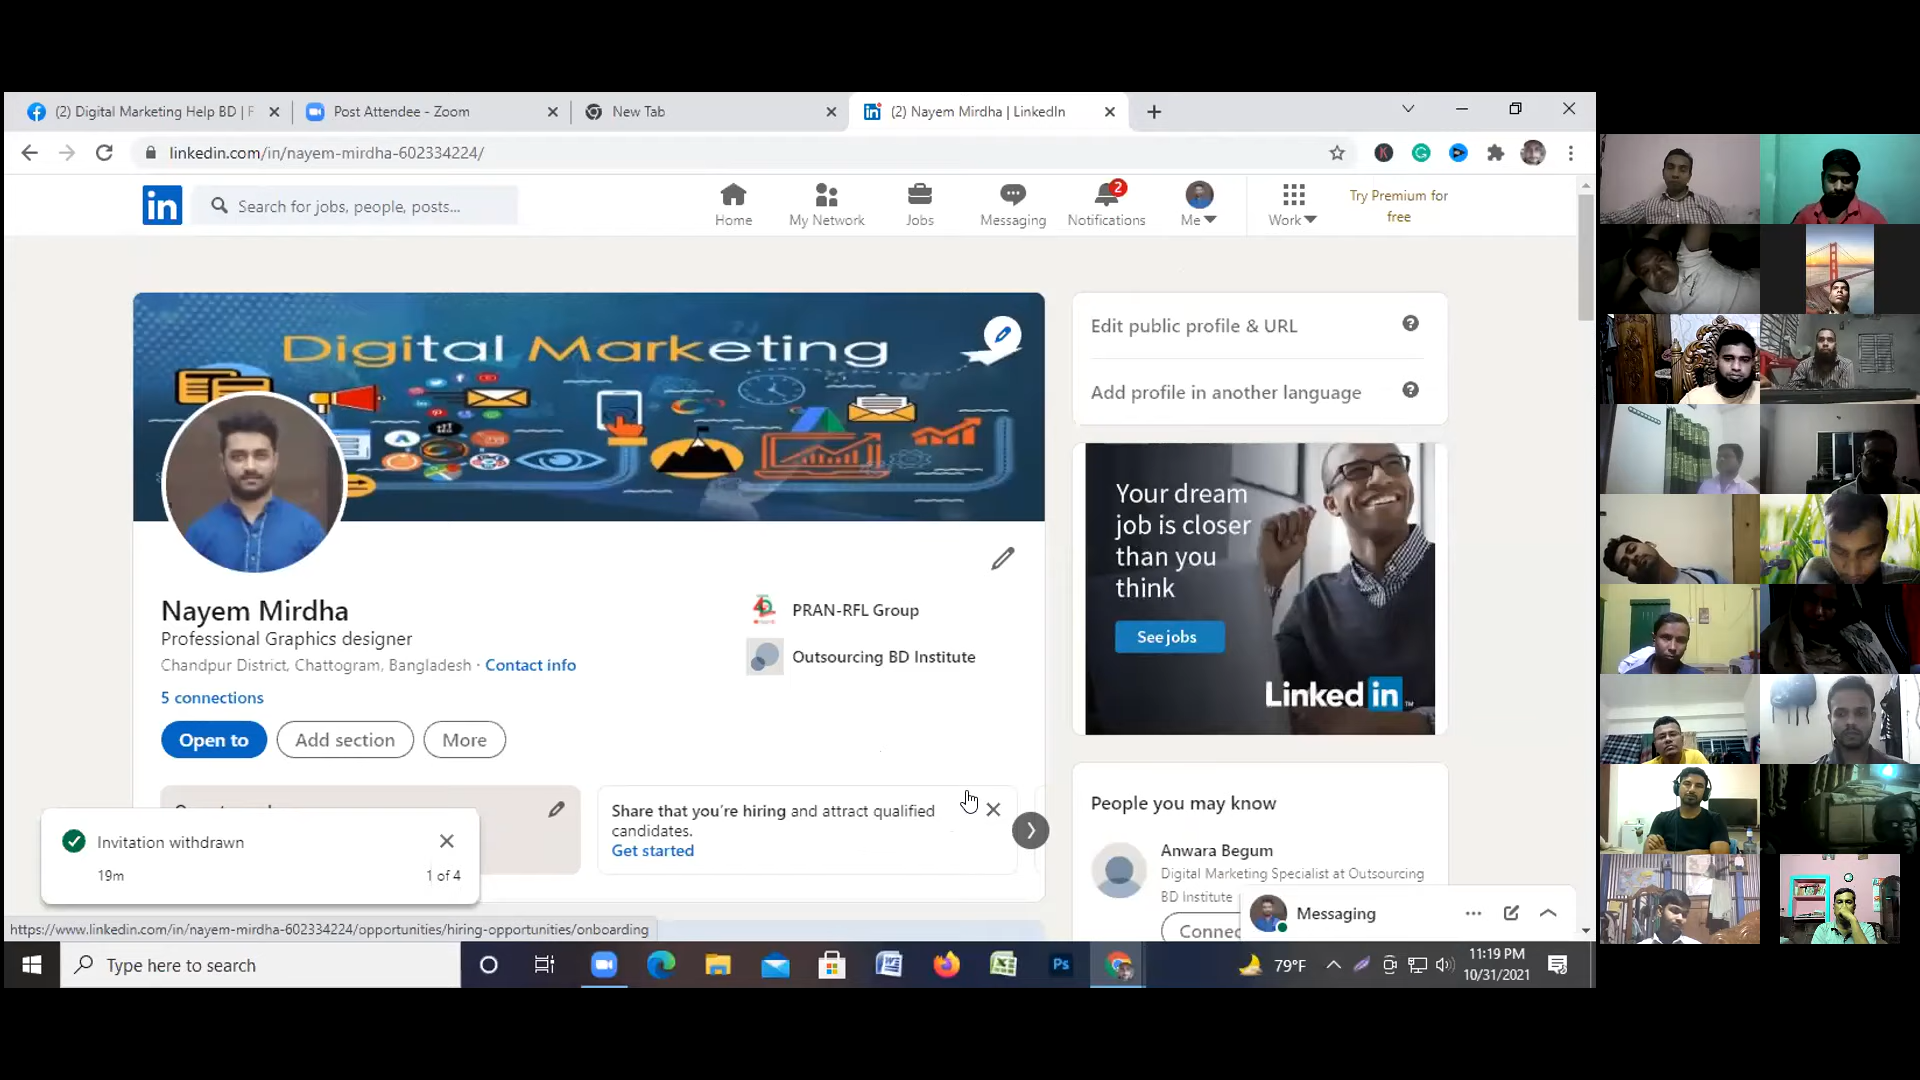 (2) Digital Marketing Help BD | F
Post Attendee - Zoom
New Tab
(2) Nayem Mirdha | LinkedIn
linkedin.com/in/nayem-mirdha-602334224/
in
Search for jobs, people, posts...
Home
My Network
Jobs
Messaging
2
Notifications
Me
Work
Try Premium for
free
Digital Marketing
Edit public profile & URL
Add profile in another language
Your dream
job is closer
than you
think
See jobs
Linked in
Nayem Mirdha
Professional Graphics designer
Chandpur District, Chattogram, Bangladesh · Contact info
5 connections
PRAN-RFL Group
Outsourcing BD Institute
Open to
Add section
More
Share that you're hiring and attract qualified
candidates.
Get started
Invitation withdrawn
19m
1 of 4
People you may know
Anwara Begum
Digital Marketing Specialist at Outsourcing
BD Institute
Connec
Messaging
https://www.linkedin.com/in/nayem-mirdha-602334224/opportunities/hiring-opportunities/onboarding
Type here to search
Ps
79°F
11:19 PM
10/31/2021